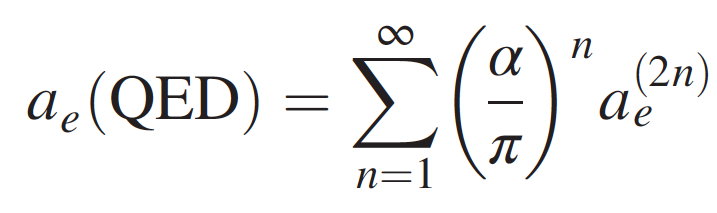 a_e(QED) = \sum_{n=1}^{\infty} \left( \frac{\alpha}{\pi} \right)^n a_e^{(2n)}